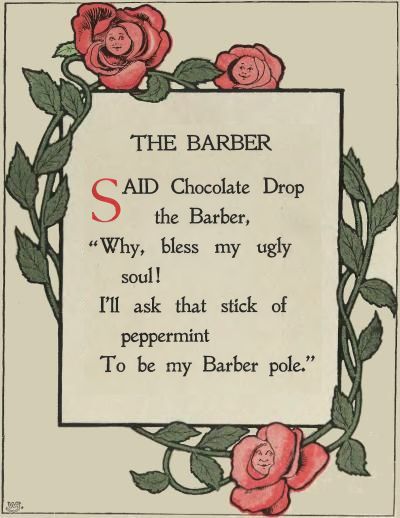 THE BARBER
SAID Chocolate Drop
the Barber,
“Why, bless my ugly
soul!
I'll ask that stick of
peppermint
To be my Barber pole.”